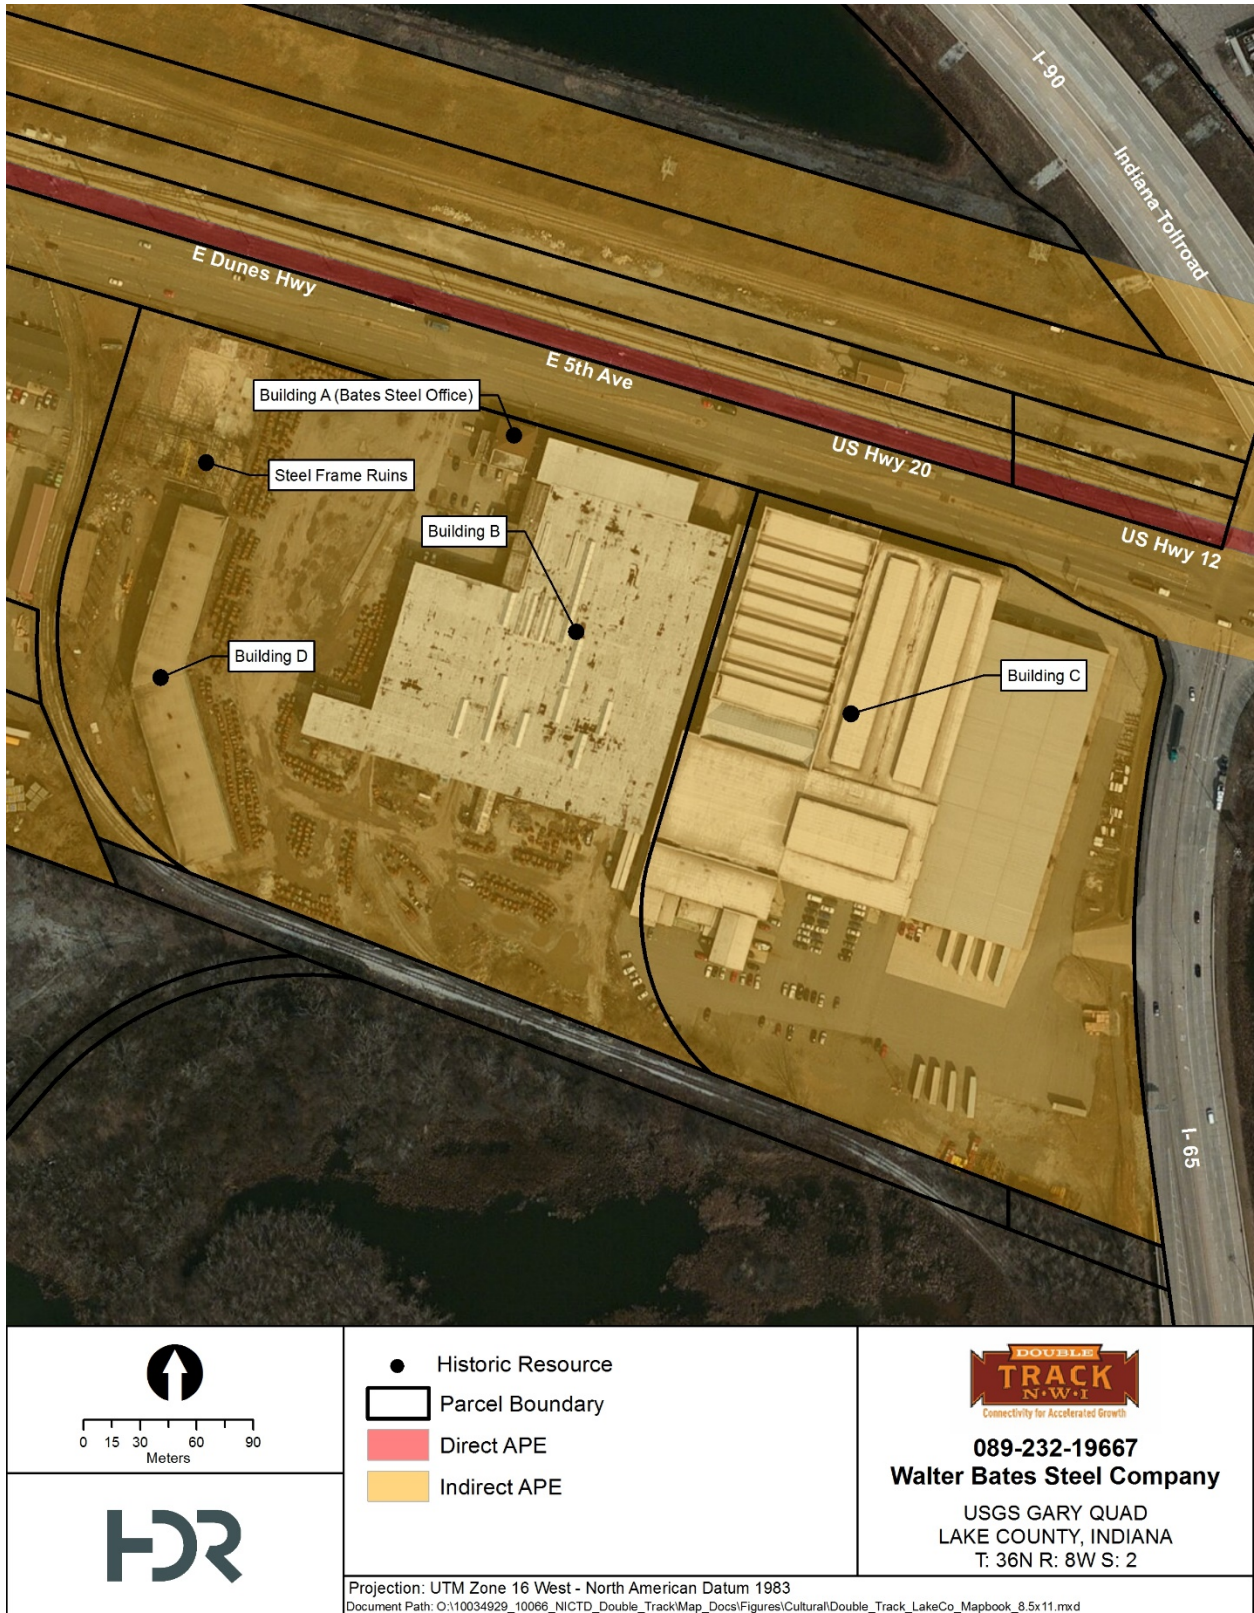 I-90
Indiana Tollroad
E Dunes Hwy
E 5th Ave
Building A (Bates Steel Office)
US Hwy 20
Steel Frame Ruins
Building B
US Hwy 12
Building D
Building C
I-65
0 15 30 60 90
Meters
HDR
Historic Resource
Parcel Boundary
Direct APE
Indirect APE
DOUBLE
TRACK
N•W•I
Connectivity for Accelerated Growth
089-232-19667
Walter Bates Steel Company
USGS GARY QUAD
LAKE COUNTY, INDIANA
T: 36N R: 8W S: 2
Projection: UTM Zone 16 West - North American Datum 1983
Document Path: O:\10034929_10066_NICTD_Double_Track\Map_Docs\Figures\Cultural\Double_Track_LakeCo_Mapbook_8.5x11.mxd